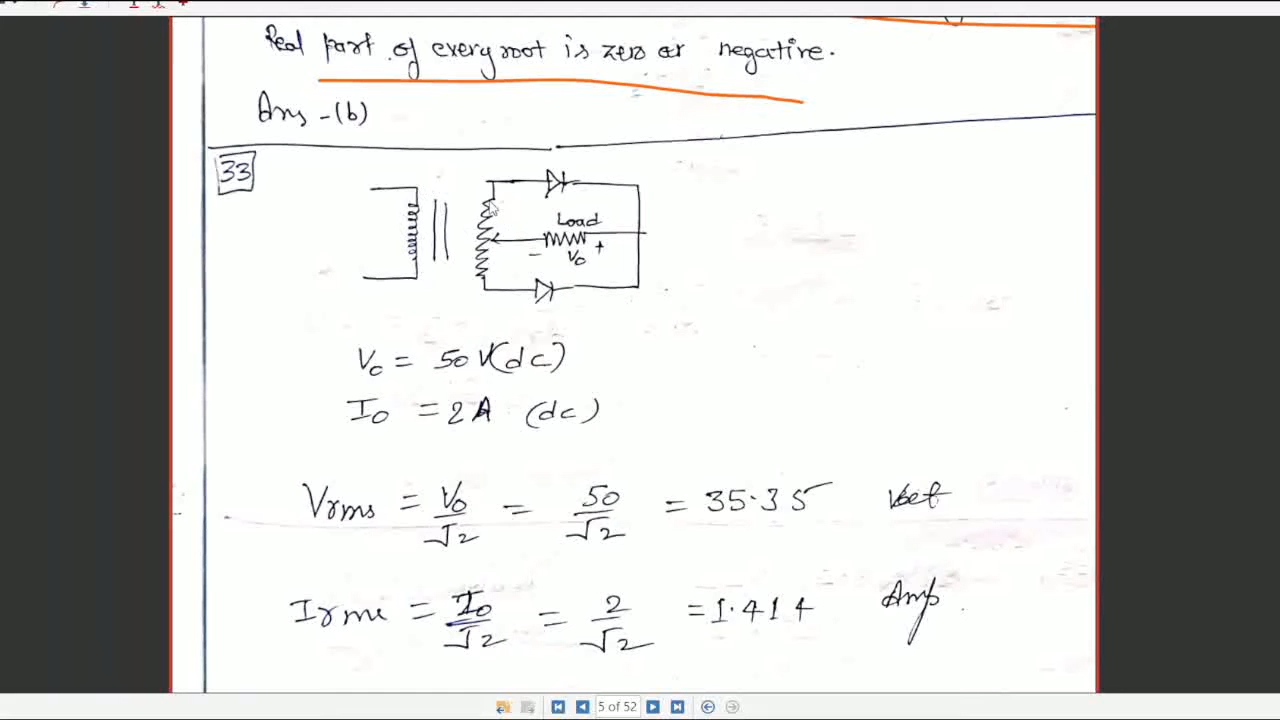 Real part of every root is zero or negative.
Ans -(b)
33
Load
- V0 +
V0 = 50V(dc)
I0 = 2A (dc)
Vrms = V0/√2 = 50/√2 = 35.35 Volt
Irms = I0/√2 = 2/√2 = 1.414 Amp.
5 of 52